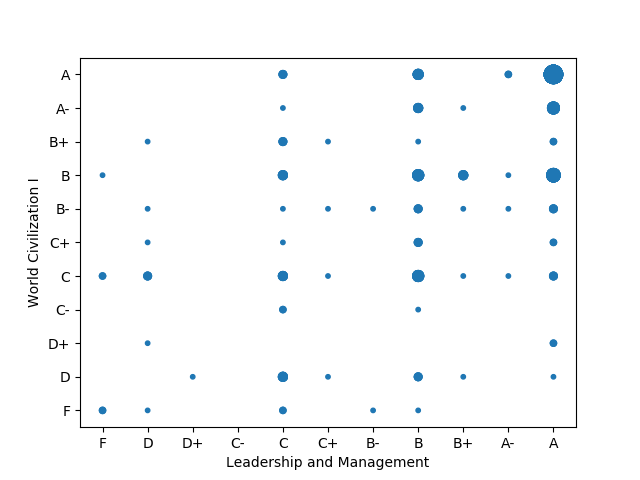 A
A-
B+
B
B-
C+
C
C-
D+
D
F
World Civilization I
F D D+ C- C C+ B- B B+ A- A
Leadership and Management